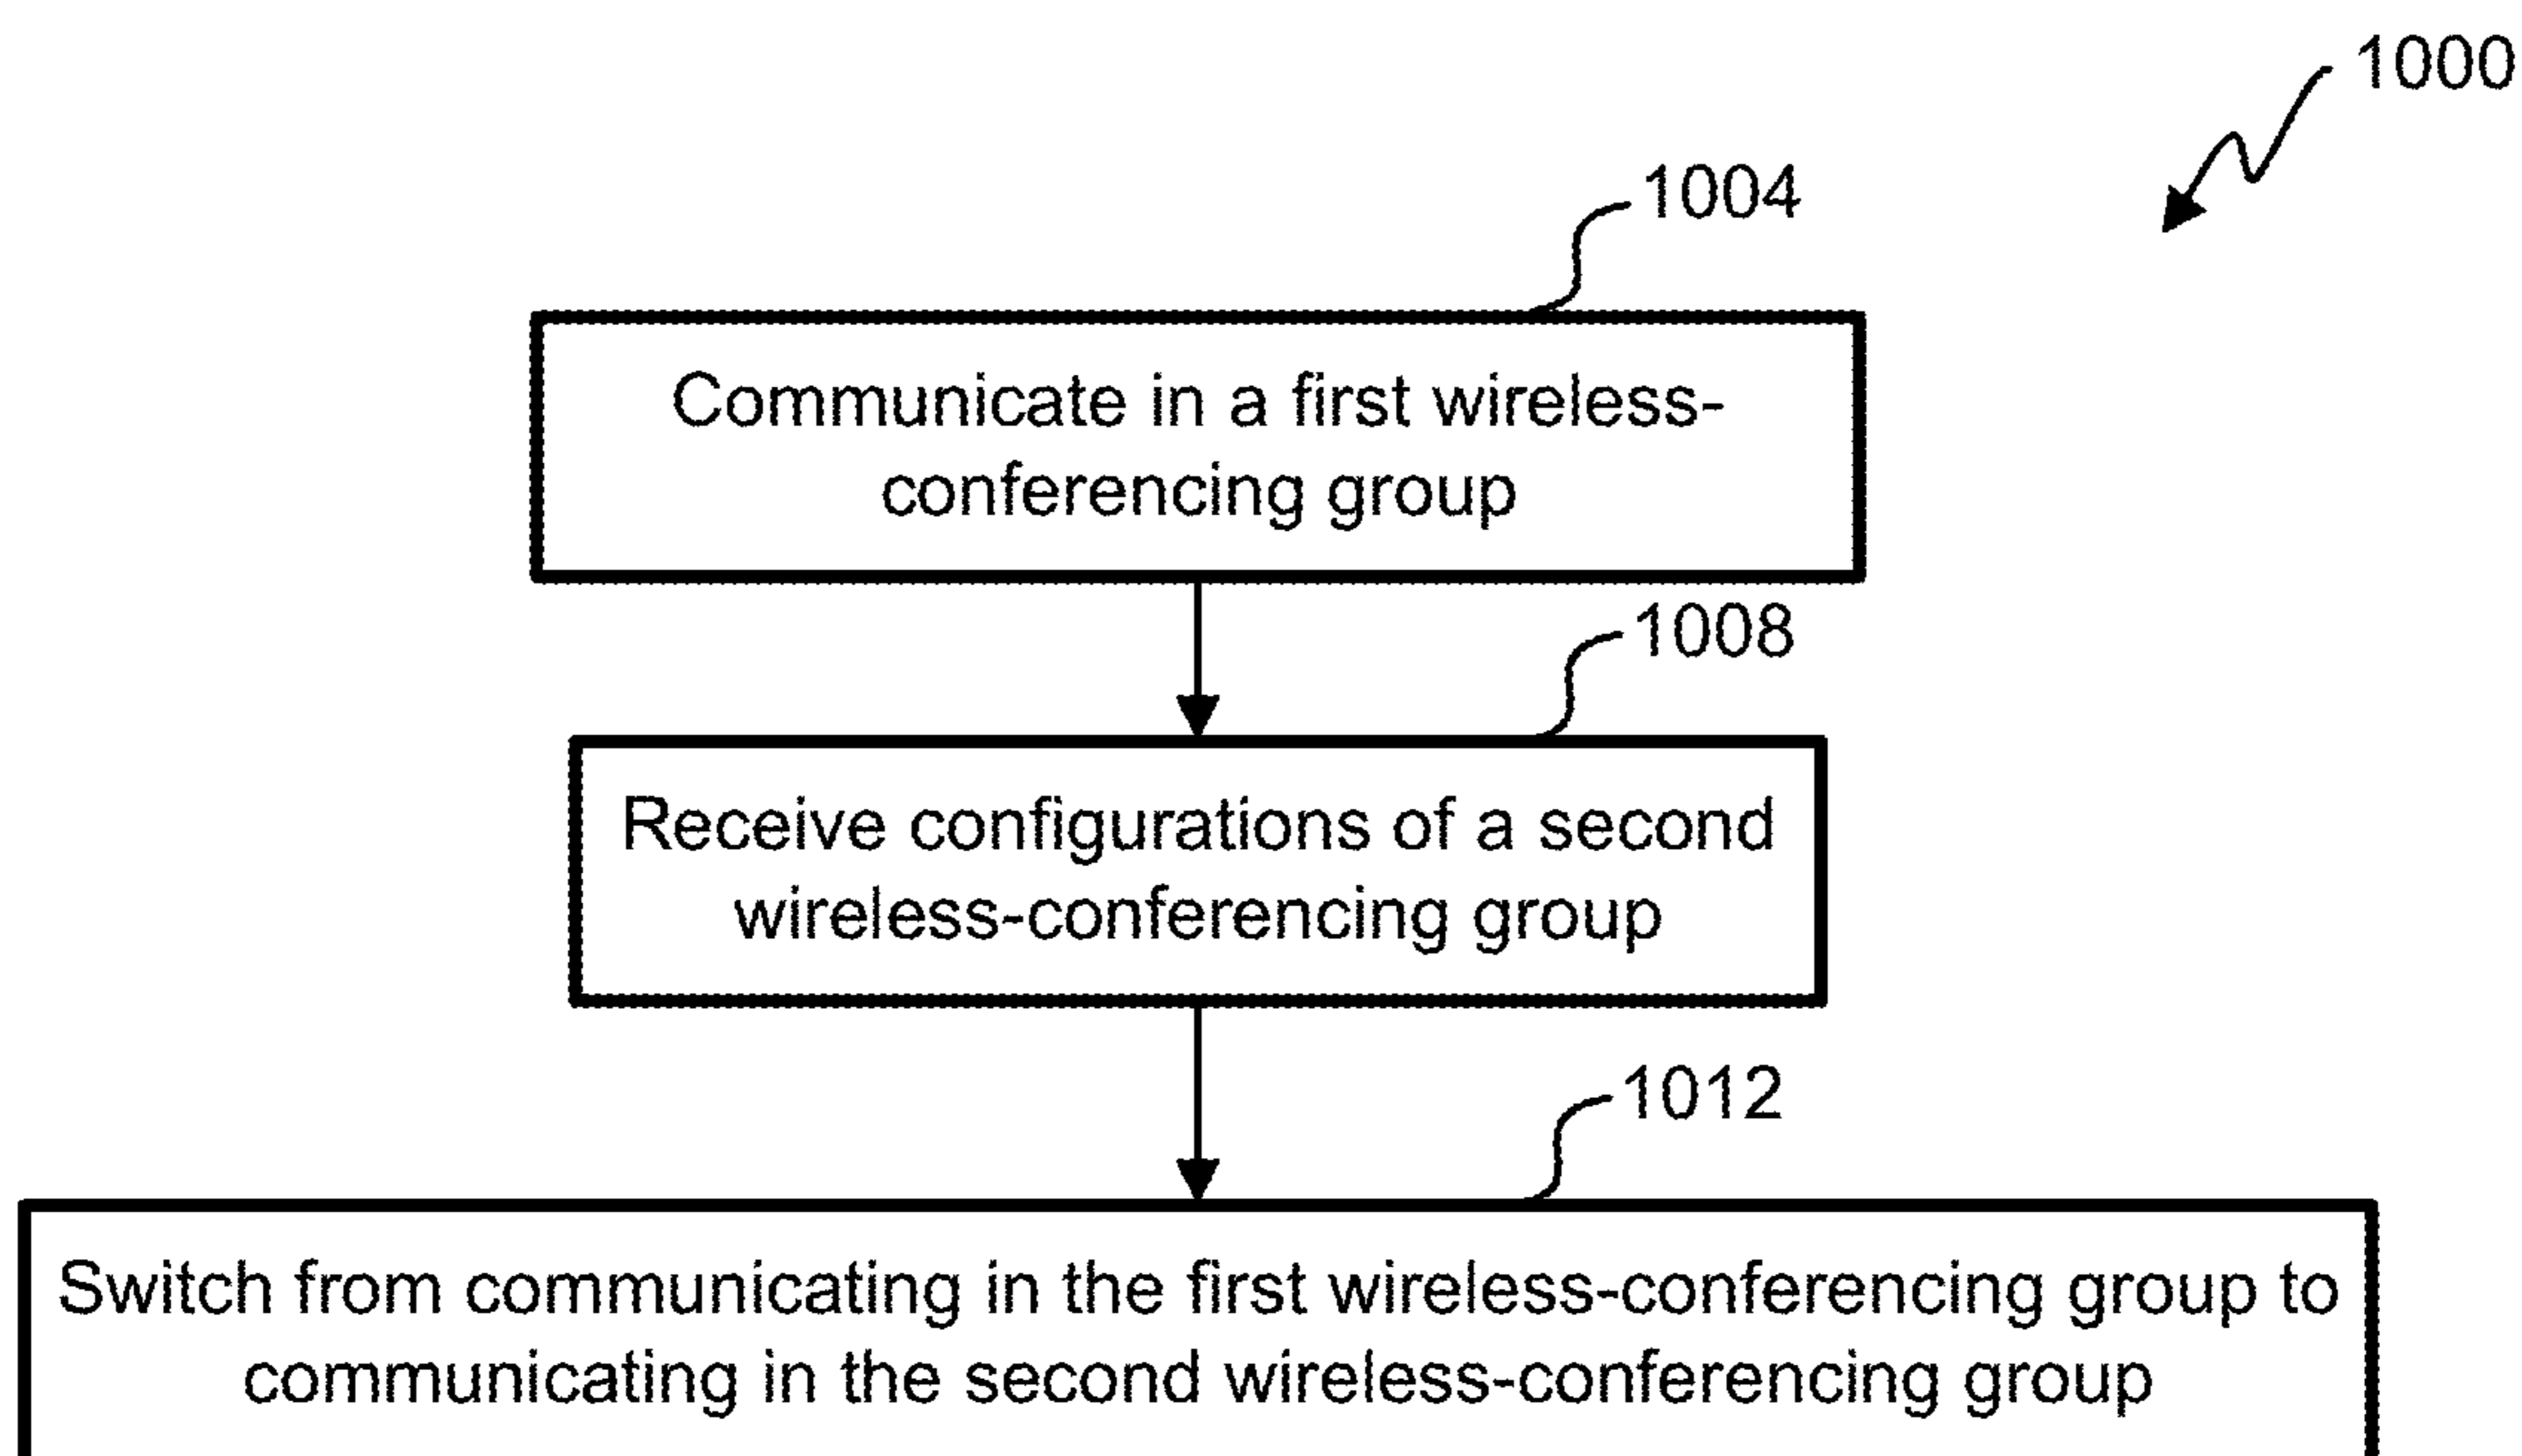 1000
1004
Communicate in a first wireless-
conferencing group
1008
Receive configurations of a second
wireless-conferencing group
1012
Switch from communicating in the first wireless-conferencing group to
communicating in the second wireless-conferencing group